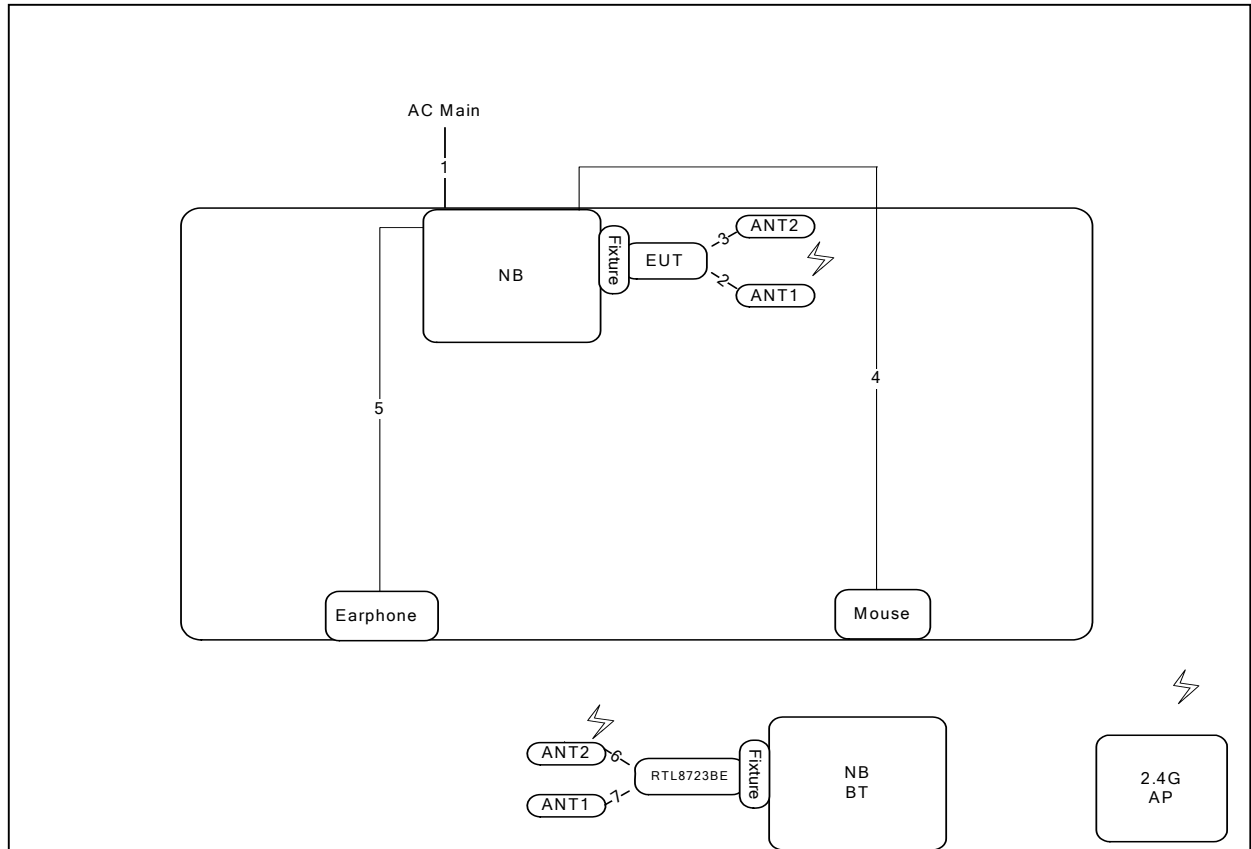 AC Main
1
NB
Fixture
EUT
3
ANT2
2
ANT1
4
5
Earphone
Mouse
ANT2
6
ANT1
7
RTL8723BE
Fixture
NB
BT
2.4G
AP